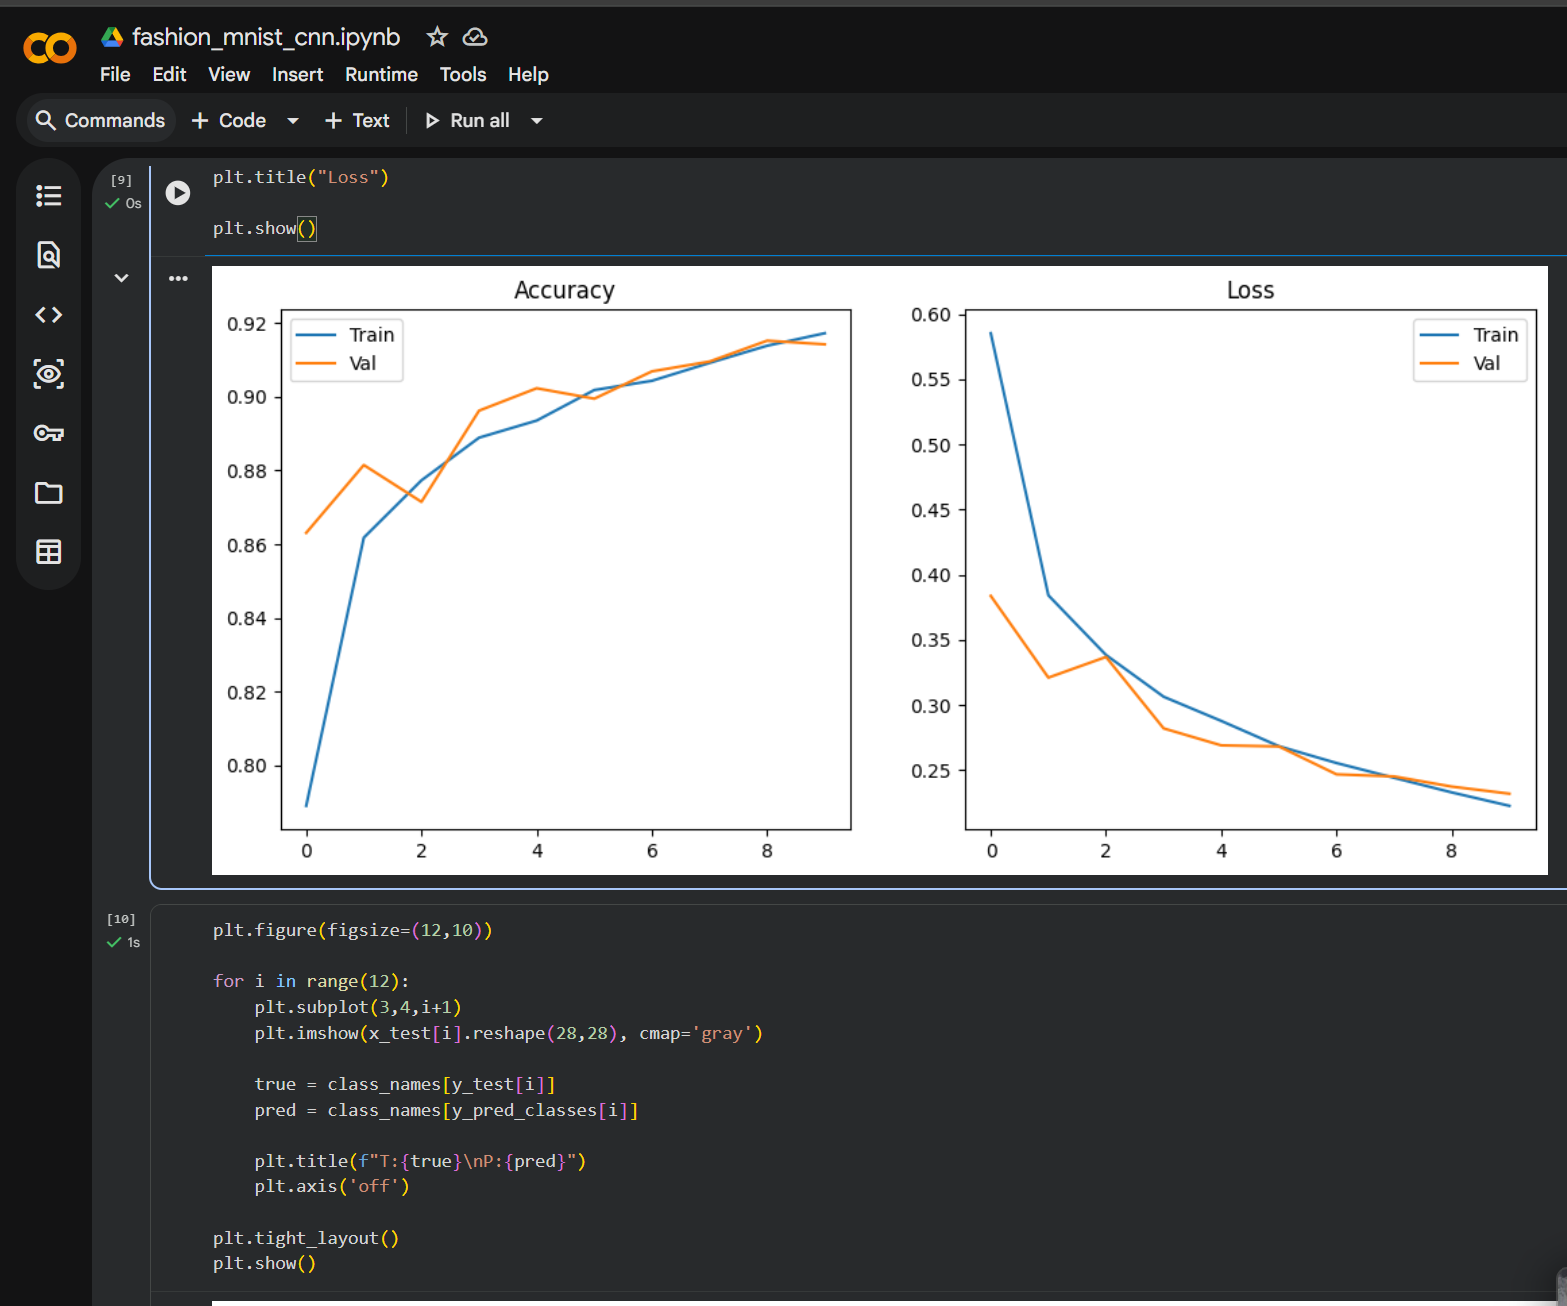 fashion_mnist_cnn.ipynb
File Edit View Insert Runtime Tools Help
Commands + Code + Text Run all
[9]
0s
plt.title("Loss")
plt.show()
Accuracy
Train
Val
0.92
0.90
0.88
0.86
0.84
0.82
0.80
0 2 4 6 8
Loss
Train
Val
0.60
0.55
0.50
0.45
0.40
0.35
0.30
0.25
0 2 4 6 8
[10]
1s
plt.figure(figsize=(12,10))
for i in range(12):
    plt.subplot(3,4,i+1)
    plt.imshow(x_test[i].reshape(28,28), cmap='gray')
    true = class_names[y_test[i]]
    pred = class_names[y_pred_classes[i]]
    plt.title(f"T:{true}\nP:{pred}")
    plt.axis('off')
plt.tight_layout()
plt.show()